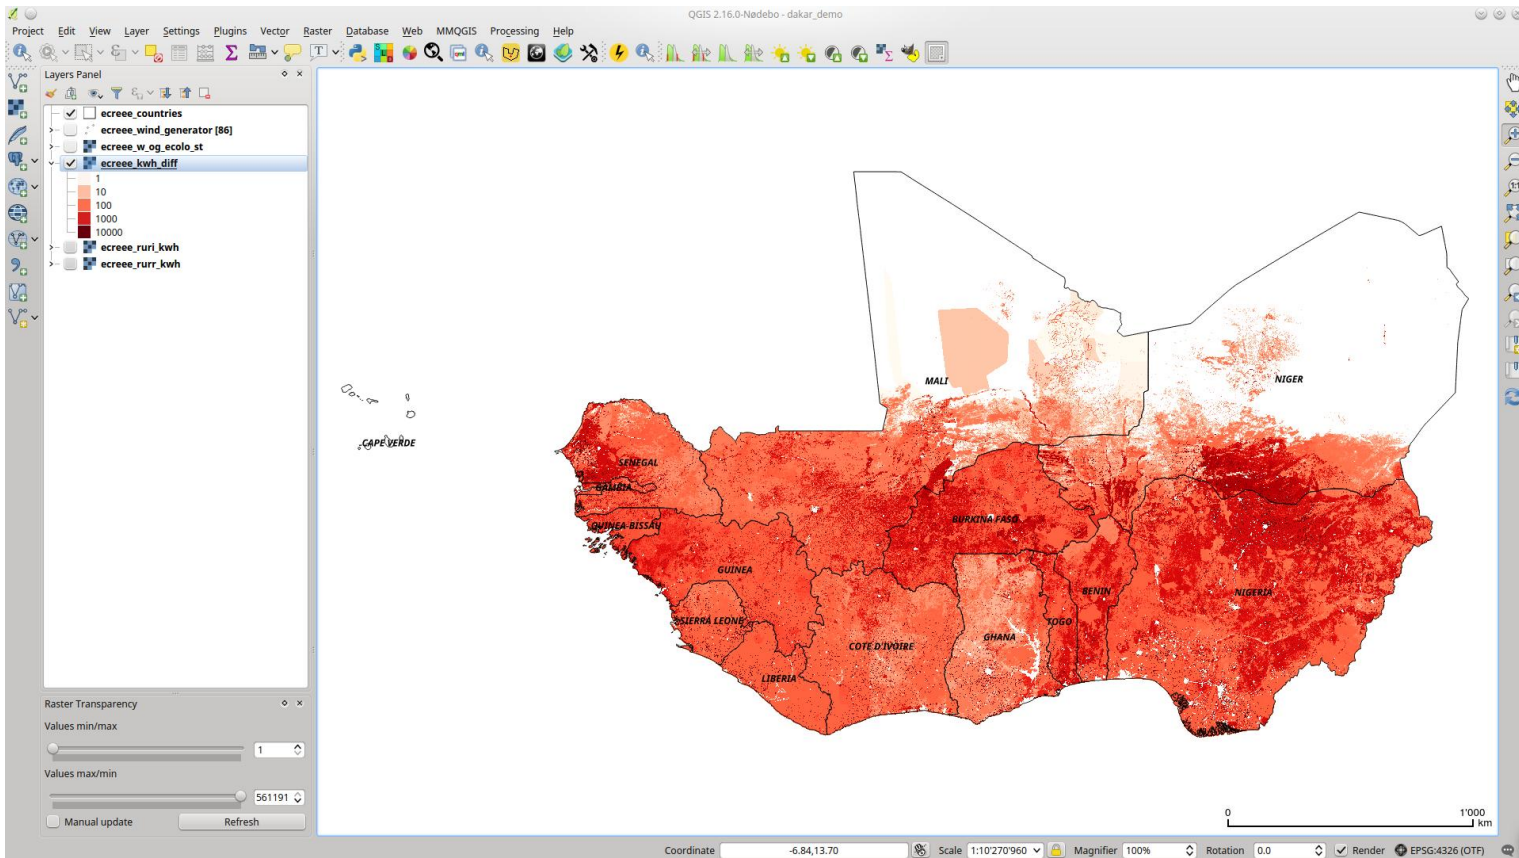 QGIS 2.16.0-Nødebo - dakar_demo
Project Edit View Layer Settings Plugins Vector Raster Database Web MMQGIS Processing Help
Layers Panel
ecreee_countries
ecreee_wind_generator [86]
ecreee_w_og_ecolo_st
ecreee_kwh_diff
1
10
100
1000
10000
ecreee_ruri_kwh
ecreee_rurr_kwh
MALI
NIGER
CAPE VERDE
SENEGAL
GAMBIA
GUINEA-BISSAU
BURKINA FASO
GUINEA
BENIN
NIGERIA
SIERRA LEONE
TOGO
GHANA
COTE D'IVOIRE
LIBERIA
Raster Transparency
Values min/max
1
Values max/min
561191
Manual update Refresh
0 1'000
km
Coordinate -6.84,13.70 Scale 1:10'270'960 Magnifier 100% Rotation 0.0 Render EPSG:4326 (OTF)